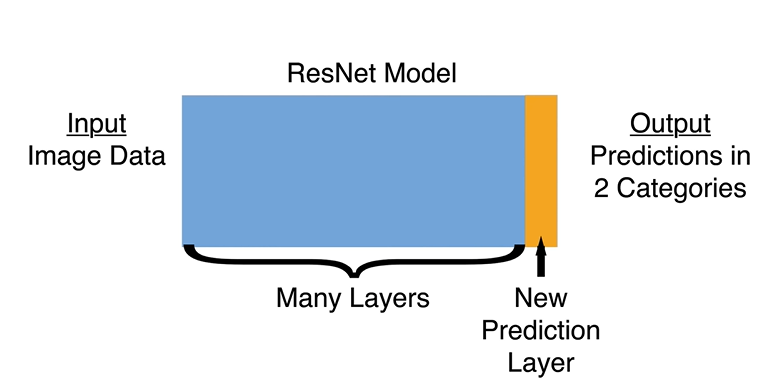 ResNet Model
Input
Image Data
Output
Predictions in
2 Categories
Many Layers
New
Prediction
Layer